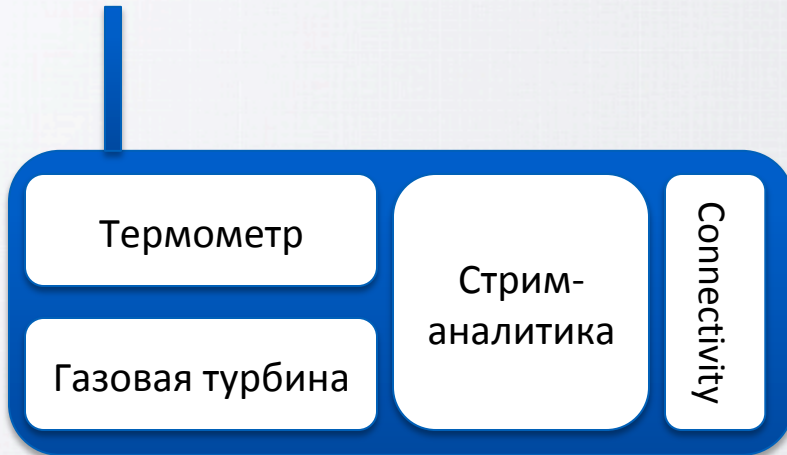 Термометр
Газовая турбина
Стрим-
аналитика
Connectivity